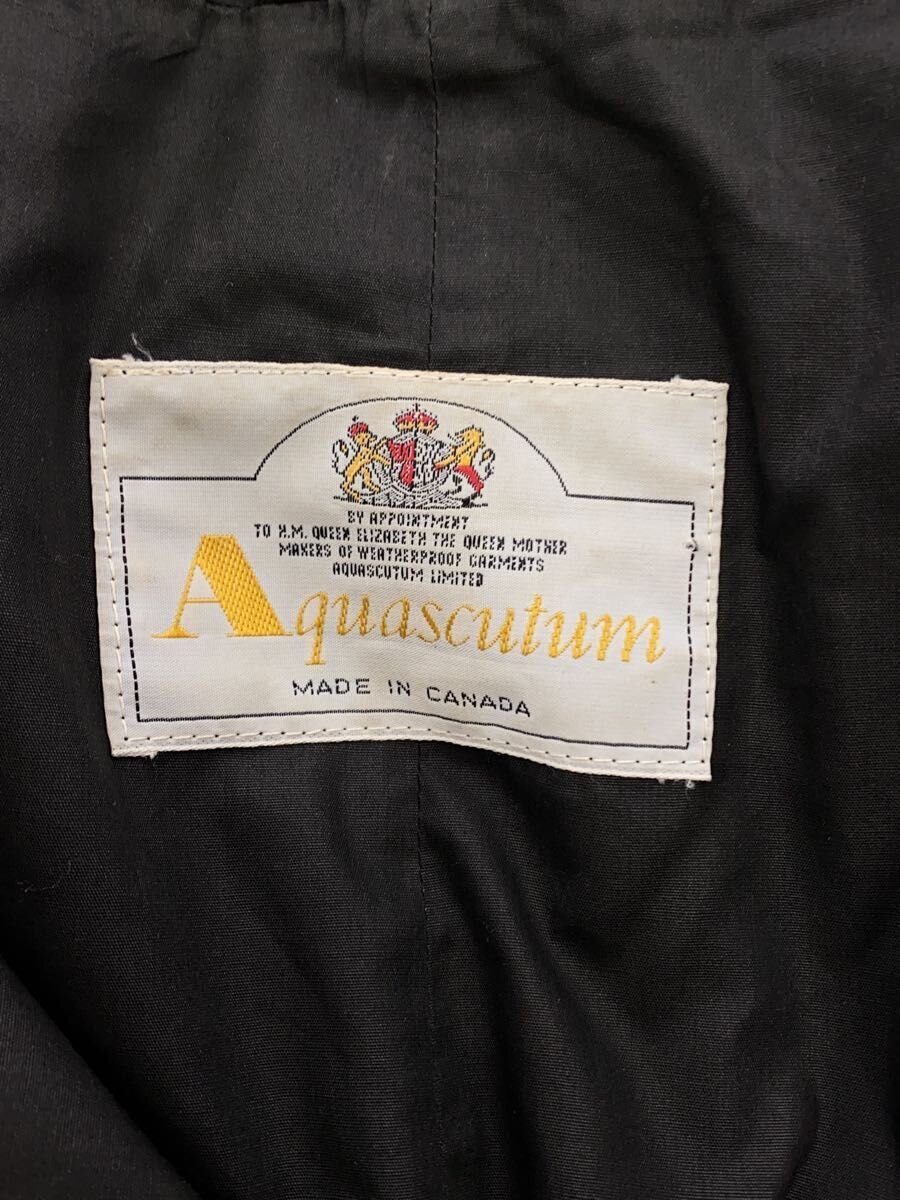 BY APPOINTMENT
TO H.M. QUEEN ELIZABETH THE QUEEN MOTHER
MAKERS OF WEATHERPROOF GARMENTS
AQUASCUTUM LIMITED
Aquascutum
MADE IN CANADA